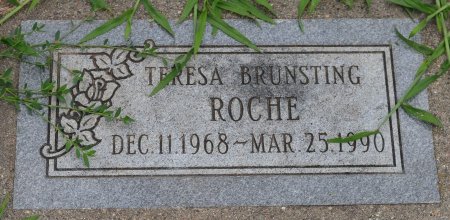 TERESA BRUNSTING
ROCHE
DEC. 11, 1968 ~ MAR. 25, 1990